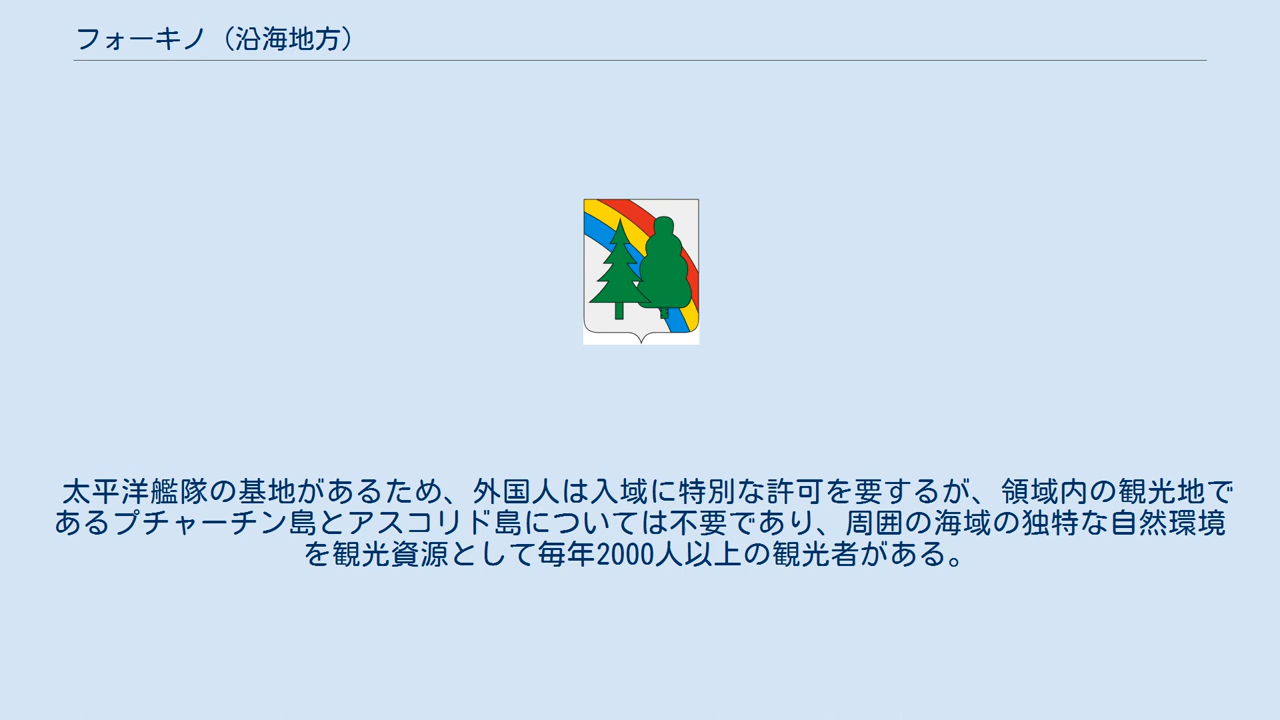 フォーキノ（沿海地方）
太平洋艦隊の基地があるため、外国人は入域に特別な許可を要するが、領域内の観光地で
あるプチャーチン島とアスコリド島については不要であり、周囲の海域の独特な自然環境
を観光資源として毎年2000人以上の観光者がある。